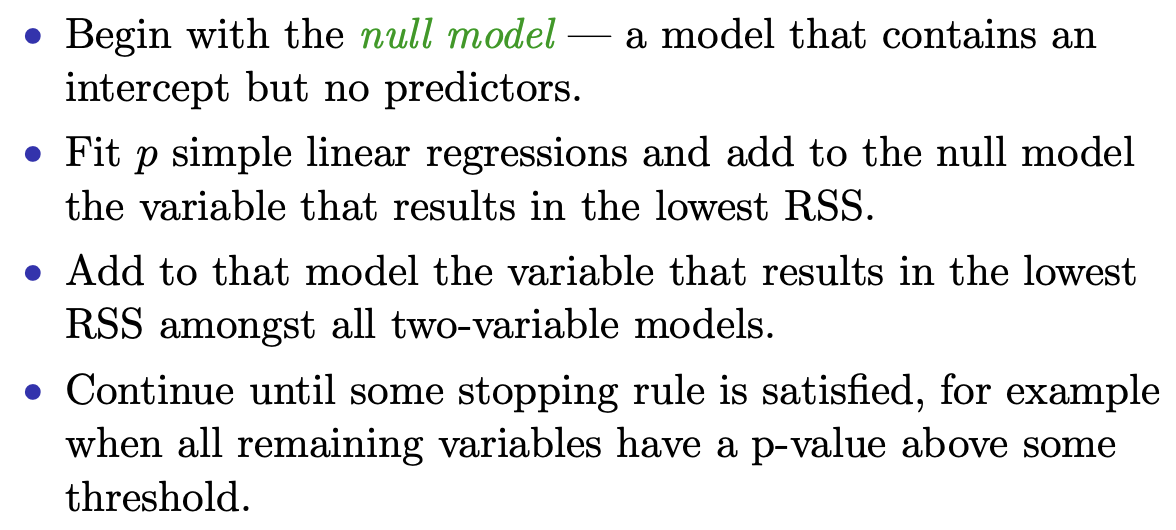 • Begin with the null model — a model that contains an
intercept but no predictors.
• Fit p simple linear regressions and add to the null model
the variable that results in the lowest RSS.
• Add to that model the variable that results in the lowest
RSS amongst all two-variable models.
• Continue until some stopping rule is satisfied, for example
when all remaining variables have a p-value above some
threshold.